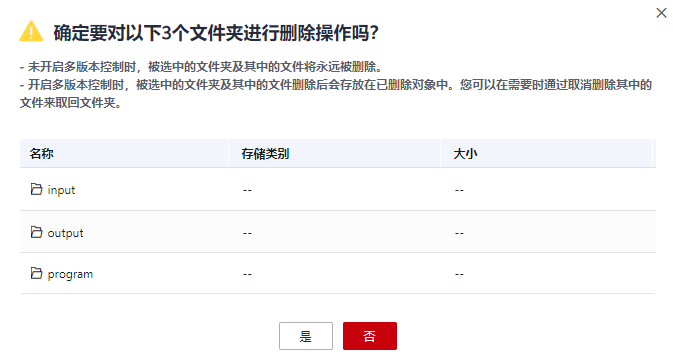 确定要对以下3个文件夹进行删除操作吗?
- 未开启多版本控制时，被选中的文件夹及其中的文件将永远被删除。
- 开启多版本控制时，被选中的文件夹及其中的文件删除后会存放在已删除对象中。您可以在需要时通过取消删除其中的
文件来取回文件夹。
名称 存储类别 大小
input -- --
output -- --
program -- --
是 否